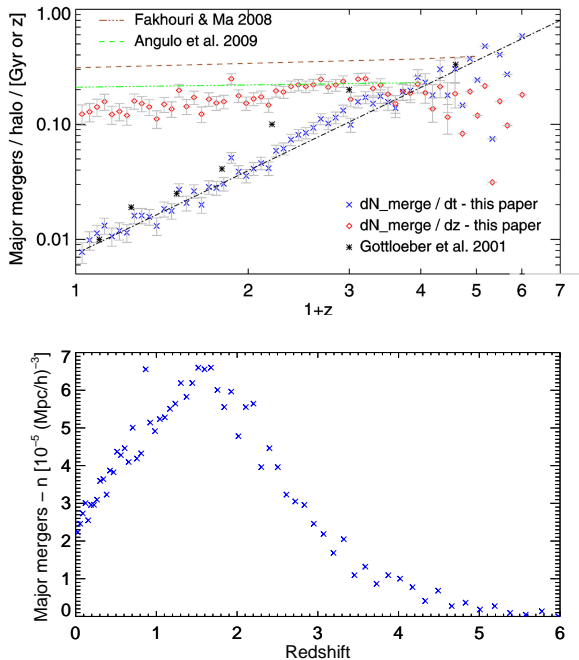 Major mergers / halo / [Gyr or z]
1.00
0.10
0.01
Fakhouri & Ma 2008
Angulo et al. 2009
dN_merge / dt - this paper
dN_merge / dz - this paper
Gottloeber et al. 2001
1 2 3 4 5 6 7
1+z
Major mergers − n [10⁻⁵ (Mpc/h)⁻³]
7
6
5
4
3
2
1
0
0 1 2 3 4 5 6
Redshift